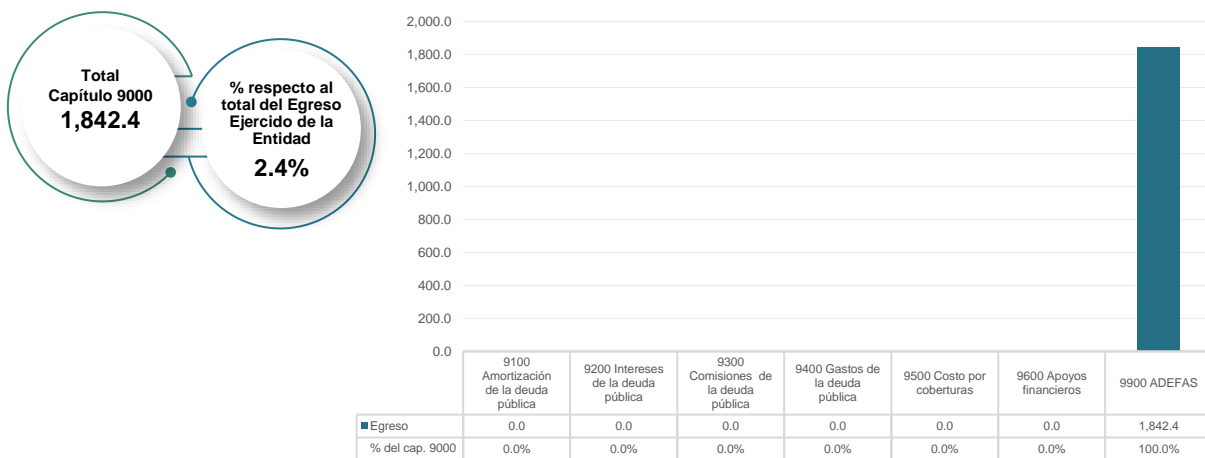 Total
Capítulo 9000
1,842.4
% respecto al
total del Egreso
Ejercido de la
Entidad
2.4%
2,000.0
1,800.0
1,600.0
1,400.0
1,200.0
1,000.0
800.0
600.0
400.0
200.0
0.0
9100
Amortización
de la deuda
pública
9200 Intereses
de la deuda
pública
9300
Comisiones de
la deuda
pública
9400 Gastos de
la deuda
pública
9500 Costo por
coberturas
9600 Apoyos
financieros
9900 ADEFAS
Egreso 0.0 0.0 0.0 0.0 0.0 0.0 1,842.4
% del cap. 9000 0.0% 0.0% 0.0% 0.0% 0.0% 0.0% 100.0%